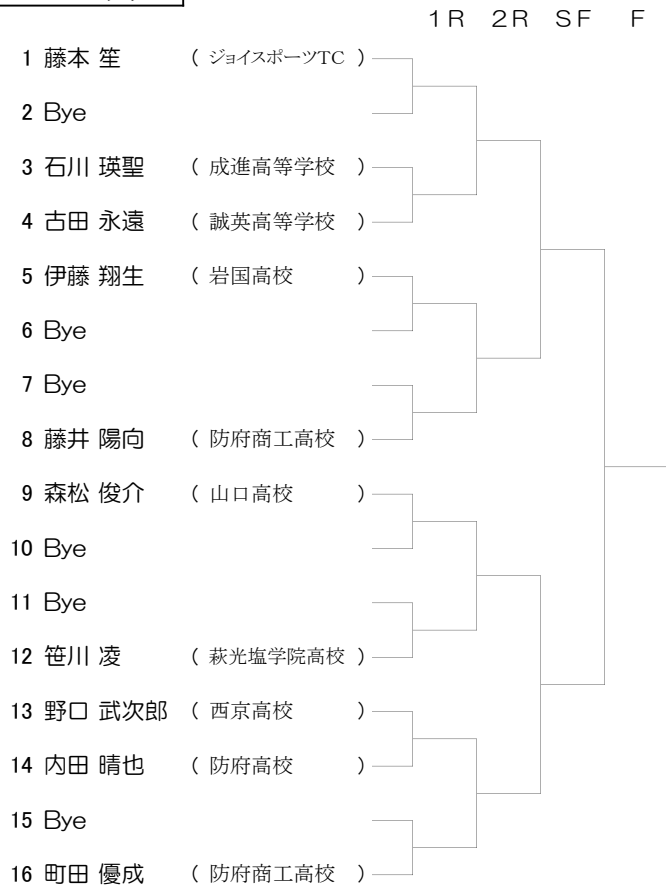 1R 2R SF F
1 藤本 笙 ( ジョイスポーツTC )
2 Bye
3 石川 瑛聖 ( 成進高等学校 )
4 古田 永遠 ( 誠英高等学校 )
5 伊藤 翔生 ( 岩国高校 )
6 Bye
7 Bye
8 藤井 陽向 ( 防府商工高校 )
9 森松 俊介 ( 山口高校 )
10 Bye
11 Bye
12 笹川 凌 ( 萩光塩学院高校 )
13 野口 武次郎 ( 西京高校 )
14 内田 晴也 ( 防府高校 )
15 Bye
16 町田 優成 ( 防府商工高校 )